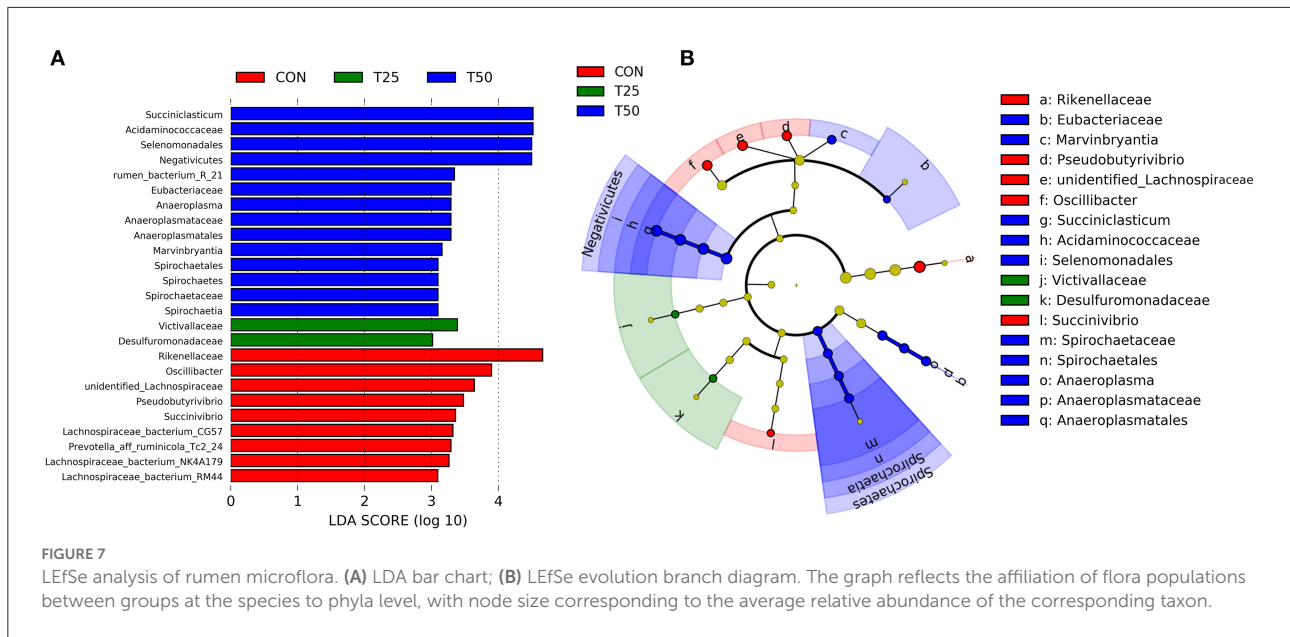 A
CON
T25
T50
Succiniclasticum
Acidaminococcaceae
Selenomonadales
Negativicutes
rumen_bacterium_R_21
Eubacteriaceae
Anaeroplasma
Anaeroplasmataceae
Anaeroplasmatales
Marvinbryantia
Spirochaetales
Spirochaetes
Spirochaetaceae
Spirochaetia
Victivallaceae
Desulfuromonadaceae
Rikenellaceae
Oscillibacter
unidentified_Lachnospiraceae
Pseudobutyrivibrio
Succinivibrio
Lachnospiraceae_bacterium_CG57
Prevotella_aff_ruminicola_Tc2_24
Lachnospiraceae_bacterium_NK4A179
Lachnospiraceae_bacterium_RM44
0 1 2 3 4
LDA SCORE (log 10)
B
CON
T25
T50
d
e
c
f
b
Negativicutes
i
h
g
a
j
o
p
q
k
l
m
n
Spirochaetia
Spirochaetes
a: Rikenellaceae
b: Eubacteriaceae
c: Marvinbryantia
d: Pseudobutyrivibrio
e: unidentified_Lachnospiraceae
f: Oscillibacter
g: Succiniclasticum
h: Acidaminococcaceae
i: Selenomonadales
j: Victivallaceae
k: Desulfuromonadaceae
l: Succinivibrio
m: Spirochaetaceae
n: Spirochaetales
o: Anaeroplasma
p: Anaeroplasmataceae
q: Anaeroplasmatales
FIGURE 7
LEfSe analysis of rumen microflora. (A) LDA bar chart; (B) LEfSe evolution branch diagram. The graph reflects the affiliation of flora populations
between groups at the species to phyla level, with node size corresponding to the average relative abundance of the corresponding taxon.